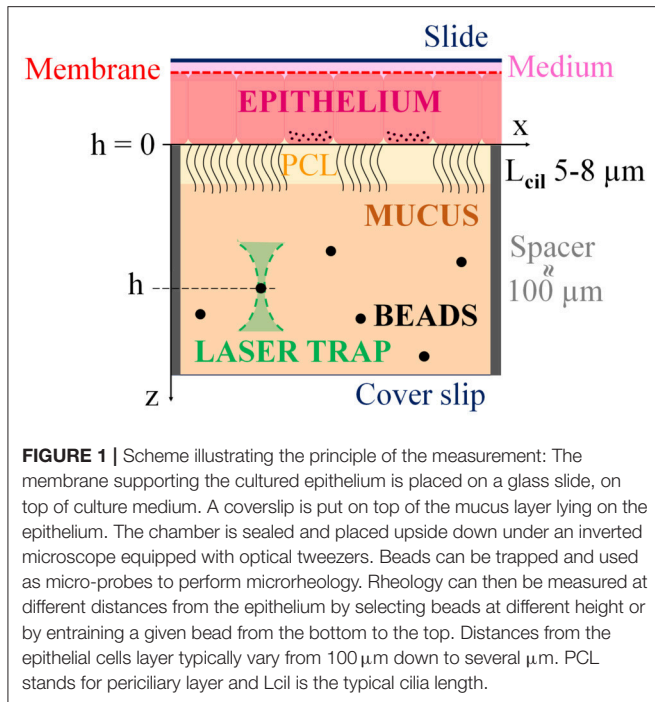 Slide
Membrane
Medium
EPITHELIUM
x
h = 0
PCL
L_cil 5-8 µm
MUCUS
Spacer
≈
100 µm
h
BEADS
LASER TRAP
z
Cover slip
FIGURE 1 | Scheme illustrating the principle of the measurement: The
membrane supporting the cultured epithelium is placed on a glass slide, on
top of culture medium. A coverslip is put on top of the mucus layer lying on the
epithelium. The chamber is sealed and placed upside down under an inverted
microscope equipped with optical tweezers. Beads can be trapped and used
as micro-probes to perform microrheology. Rheology can then be measured at
different distances from the epithelium by selecting beads at different height or
by entraining a given bead from the bottom to the top. Distances from the
epithelial cells layer typically vary from 100 µm down to several µm. PCL
stands for periciliary layer and Lcil is the typical cilia length.